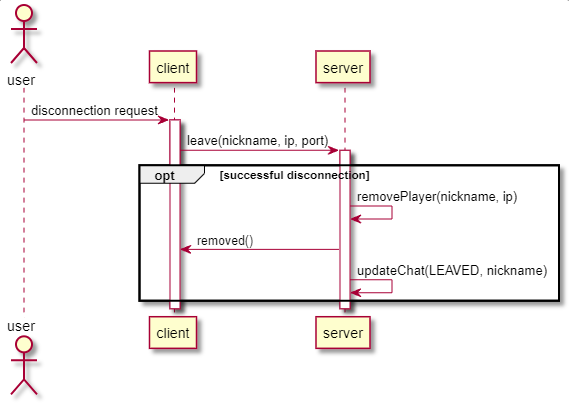 user
client
server
disconnection request
leave(nickname, ip, port)
opt
[successful disconnection]
removePlayer(nickname, ip)
removed()
updateChat(LEAVED, nickname)
user
client
server